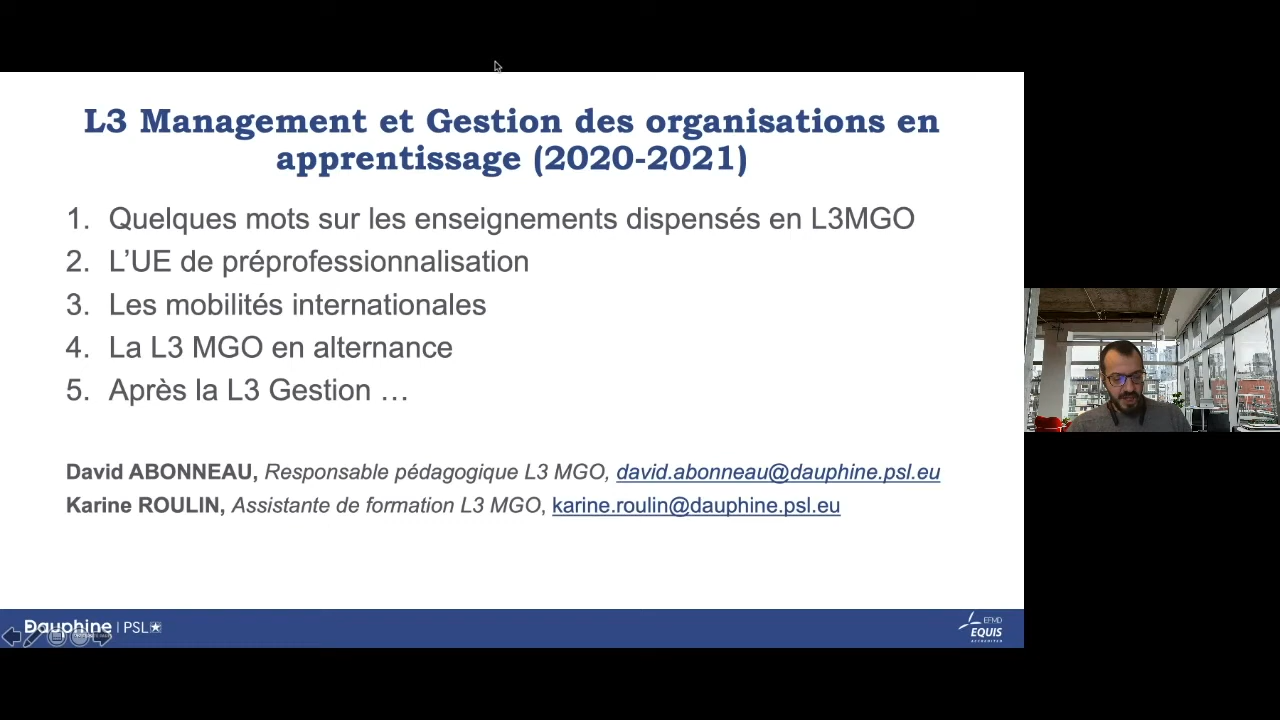 L3 Management et Gestion des organisations en
apprentissage (2020-2021)
1. Quelques mots sur les enseignements dispensés en L3MGO
2. L’UE de préprofessionnalisation
3. Les mobilités internationales
4. La L3 MGO en alternance
5. Après la L3 Gestion …
David ABONNEAU, Responsable pédagogique L3 MGO, david.abonneau@dauphine.psl.eu
Karine ROULIN, Assistante de formation L3 MGO, karine.roulin@dauphine.psl.eu
Dauphine | PSL
EFMD
EQUIS
ACCREDITED